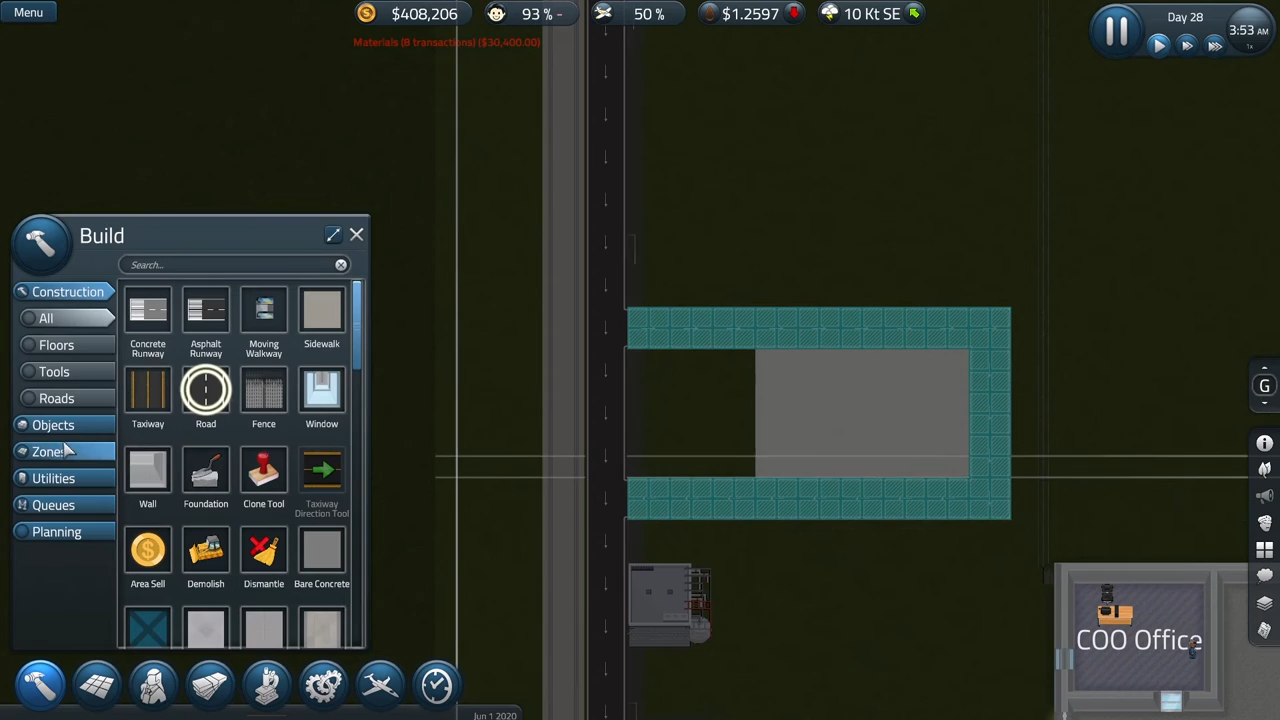 Menu
$408,206
93 % -
50 %
$1.2597
10 Kt SE
Day 28
3:53 AM
1x
Materials (8 transactions) ($30,400.00)
Build
Search...
Construction
All
Floors
Tools
Roads
Objects
Zone
Utilities
Queues
Planning
Concrete Runway
Asphalt Runway
Moving Walkway
Sidewalk
Taxiway
Road
Fence
Window
Wall
Foundation
Clone Tool
Taxiway Direction Tool
Area Sell
Demolish
Dismantle
Bare Concrete
G
COO Office
Jun 1 2020